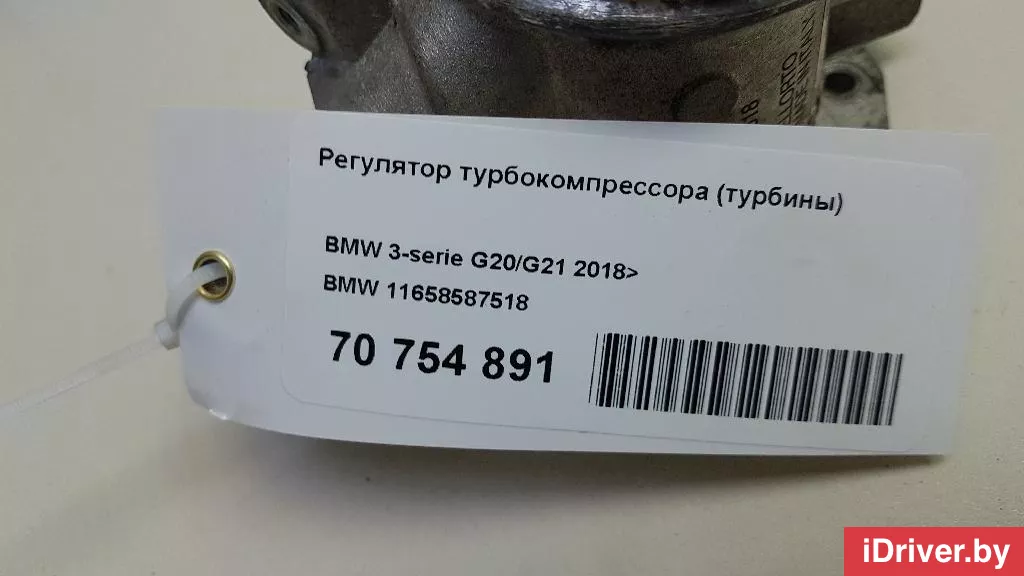 Регулятор турбокомпрессора (турбины)
BMW 3-serie G20/G21 2018>
BMW 11658587518
70 754 891
iDriver.by